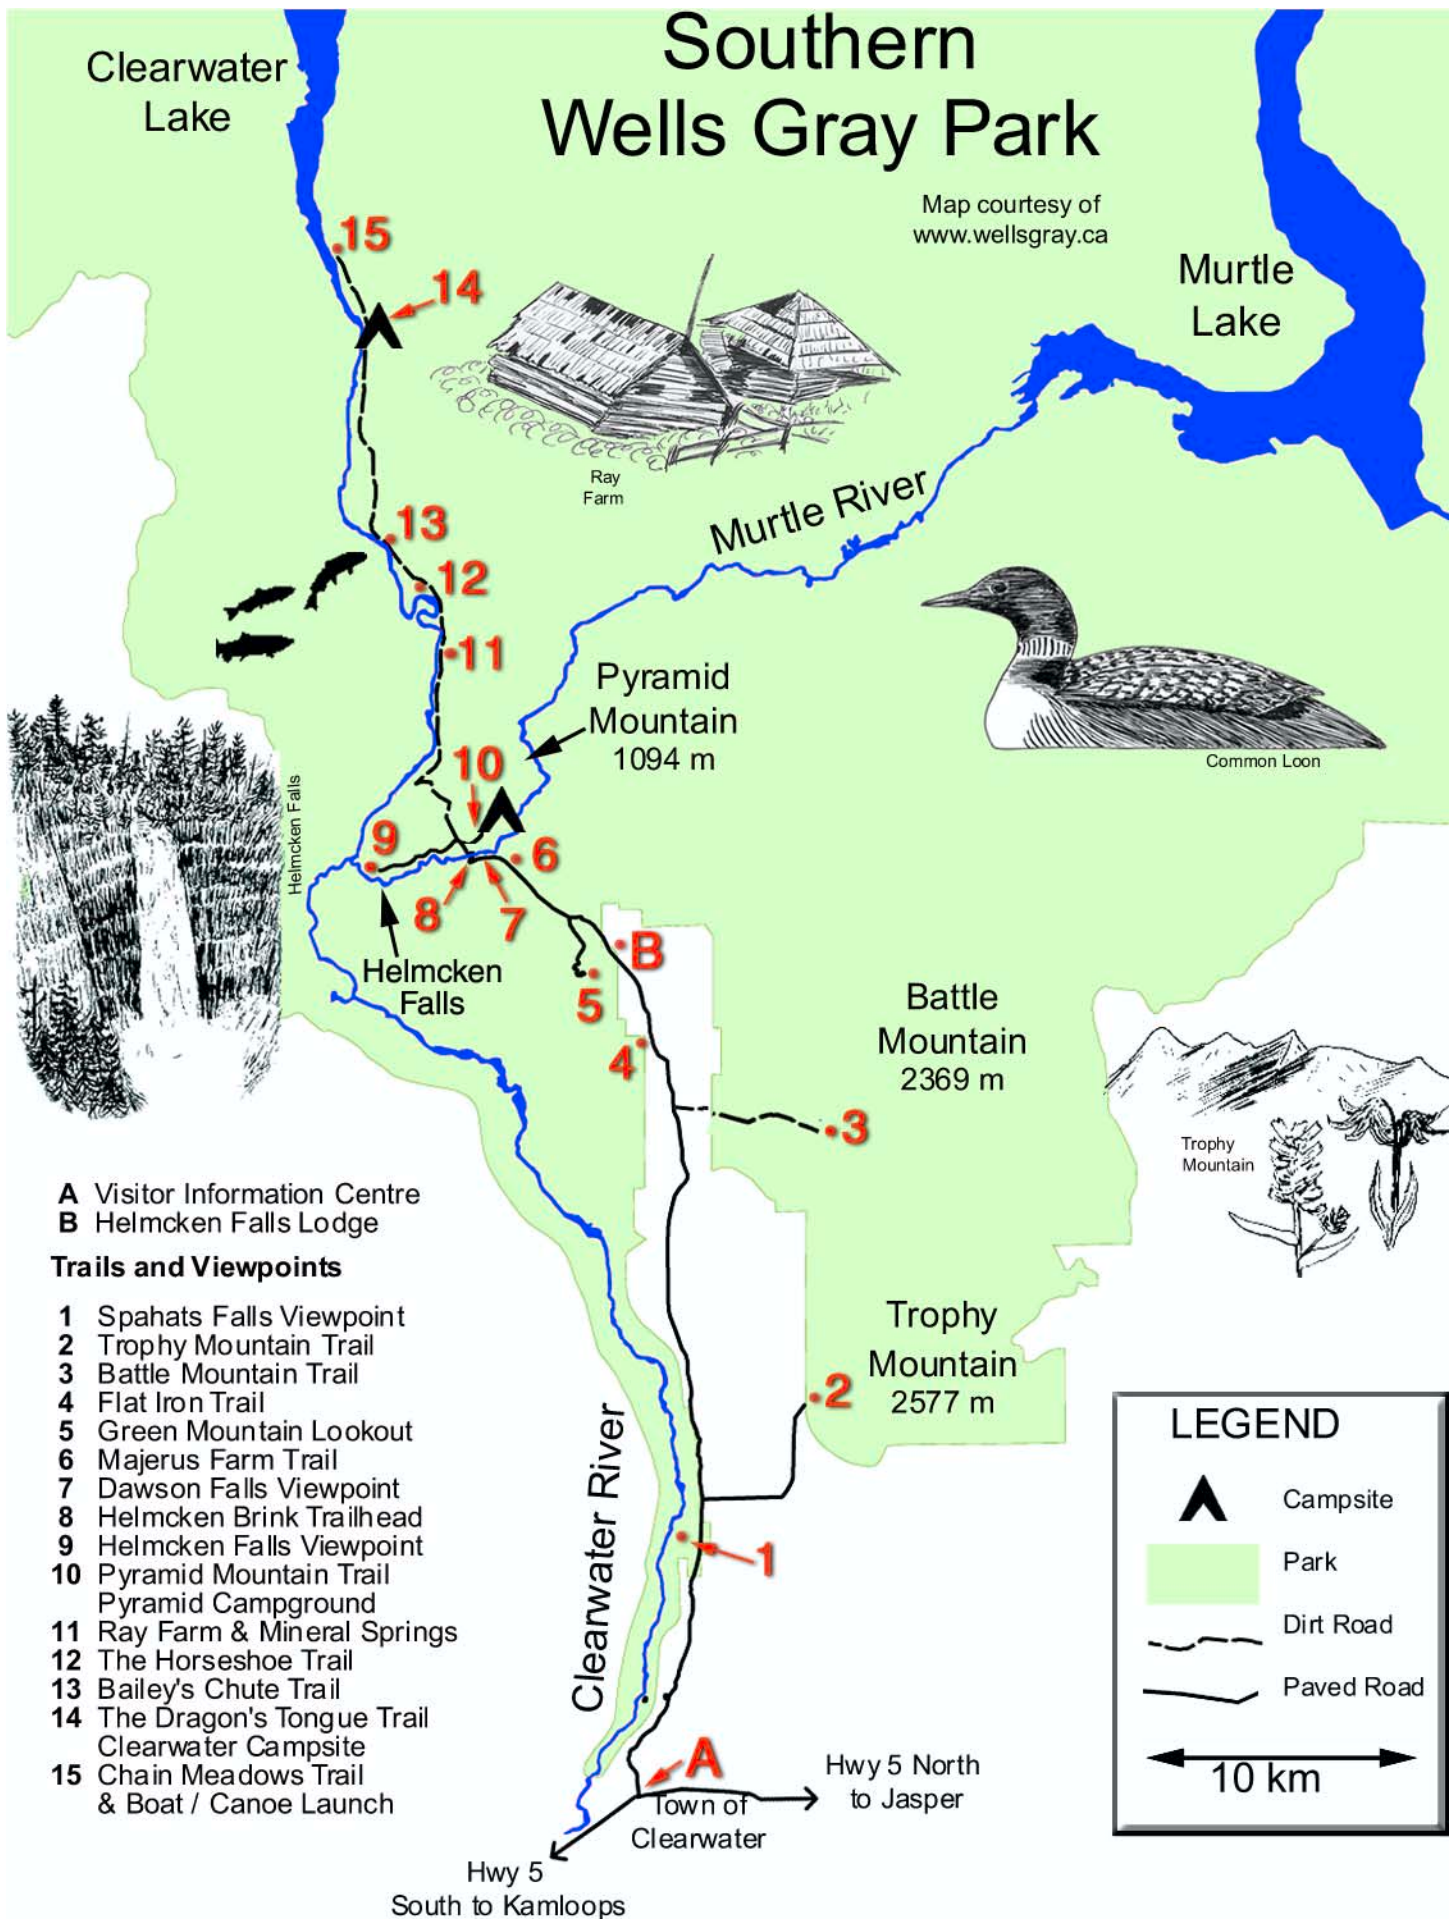 Southern
Wells Gray Park
Map courtesy of
www.wellsgray.ca
Clearwater
Lake
Murtle
Lake
15
14
Ray
Farm
Murtle River
13
12
11
Pyramid
Mountain
1094 m
Common Loon
10
Helmcken Falls
9
6
8
7
B
Helmcken
Falls
5
4
Battle
Mountain
2369 m
3
Trophy
Mountain
A Visitor Information Centre
B Helmcken Falls Lodge
Trails and Viewpoints
1 Spahats Falls Viewpoint
2 Trophy Mountain Trail
3 Battle Mountain Trail
4 Flat Iron Trail
5 Green Mountain Lookout
6 Majerus Farm Trail
7 Dawson Falls Viewpoint
8 Helmcken Brink Trailhead
9 Helmcken Falls Viewpoint
10 Pyramid Mountain Trail
Pyramid Campground
11 Ray Farm & Mineral Springs
12 The Horseshoe Trail
13 Bailey's Chute Trail
14 The Dragon's Tongue Trail
Clearwater Campsite
15 Chain Meadows Trail
& Boat / Canoe Launch
Trophy
Mountain
2577 m
2
Clearwater River
1
LEGEND
Campsite
Park
Dirt Road
Paved Road
10 km
A
Hwy 5 North
to Jasper
Town of
Clearwater
Hwy 5
South to Kamloops